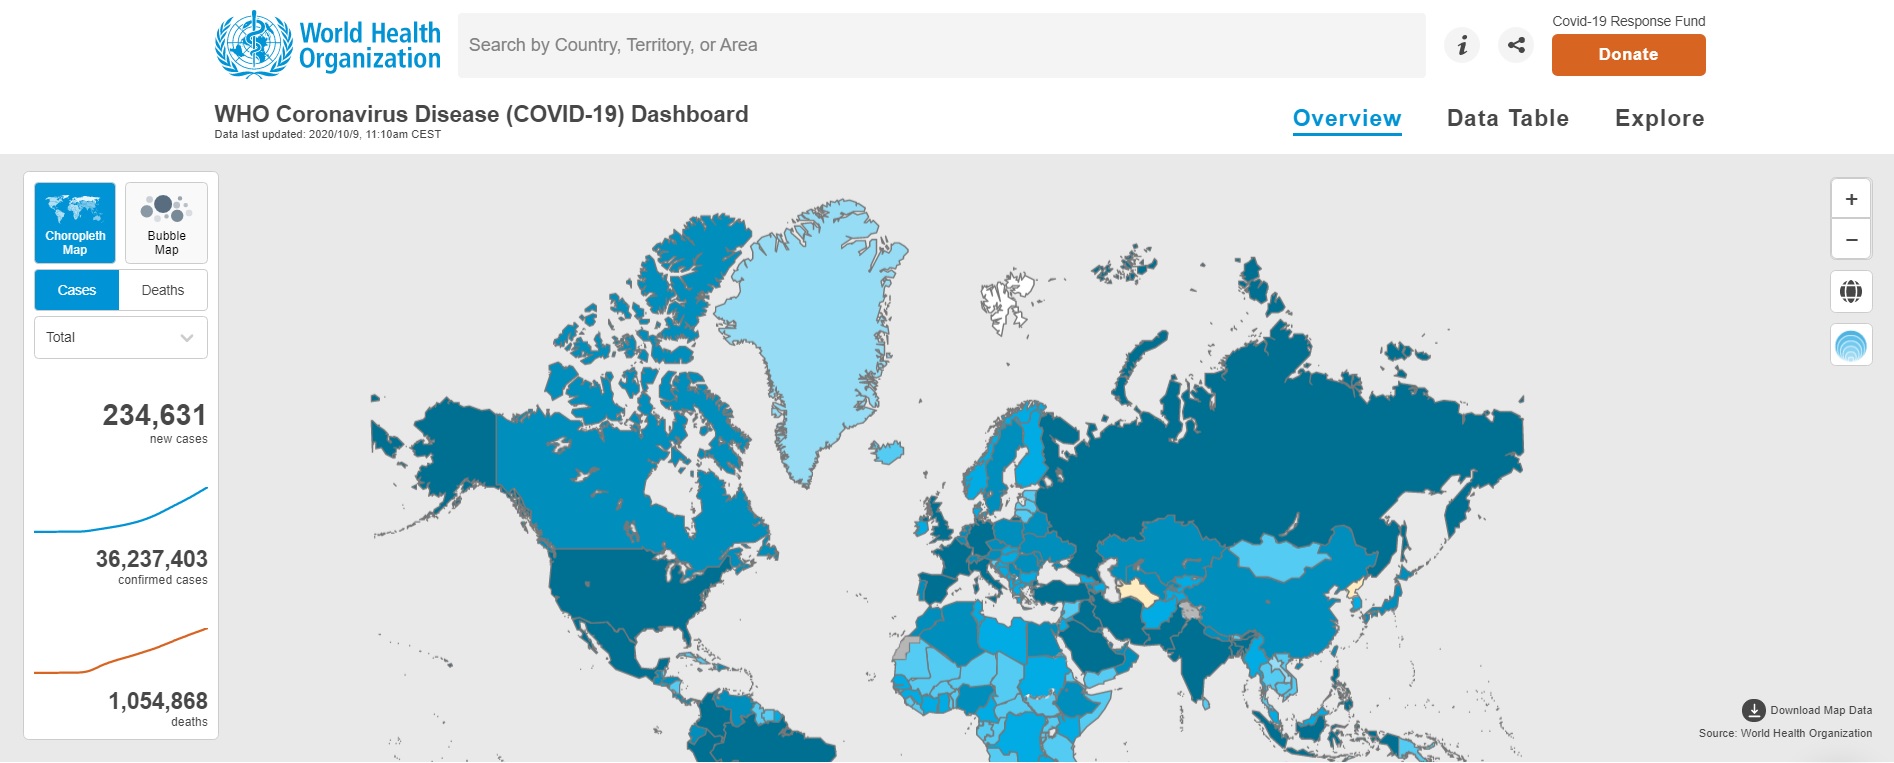 World Health
Organization
Search by Country, Territory, or Area
i
Covid-19 Response Fund
Donate
WHO Coronavirus Disease (COVID-19) Dashboard
Data last updated: 2020/10/9, 11:10am CEST
Overview
Data Table
Explore
Choropleth
Map
Bubble
Map
Cases
Deaths
Total
234,631
new cases
36,237,403
confirmed cases
1,054,868
deaths
+
−
Download Map Data
Source: World Health Organization